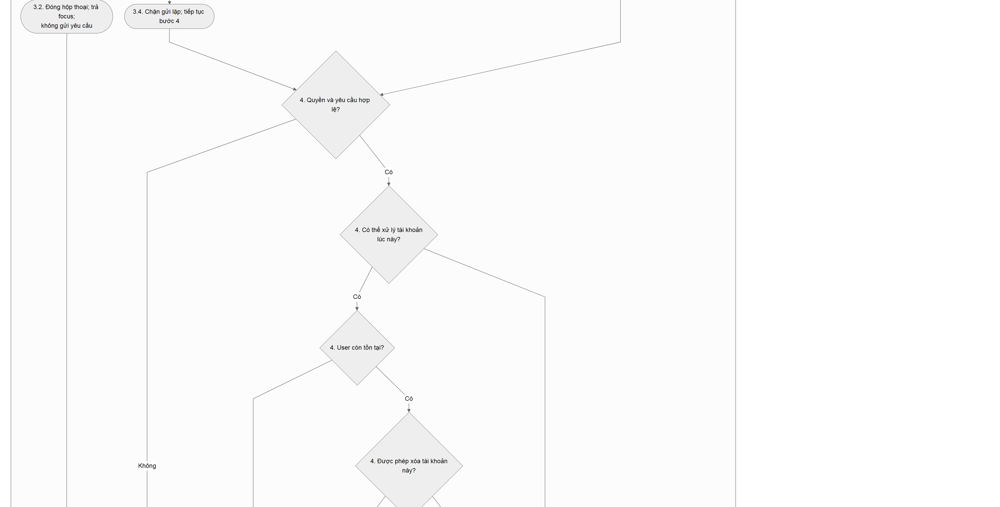 3.2. Đóng hộp thoại; trả
focus;
không gửi yêu cầu
3.4. Chặn gửi lặp; tiếp tục
bước 4
4. Quyền và yêu cầu hợp
lệ?
Có
4. Có thể xử lý tài khoản
lúc này?
Có
4. User còn tồn tại?
Có
4. Được phép xóa tài khoản
này?
Không